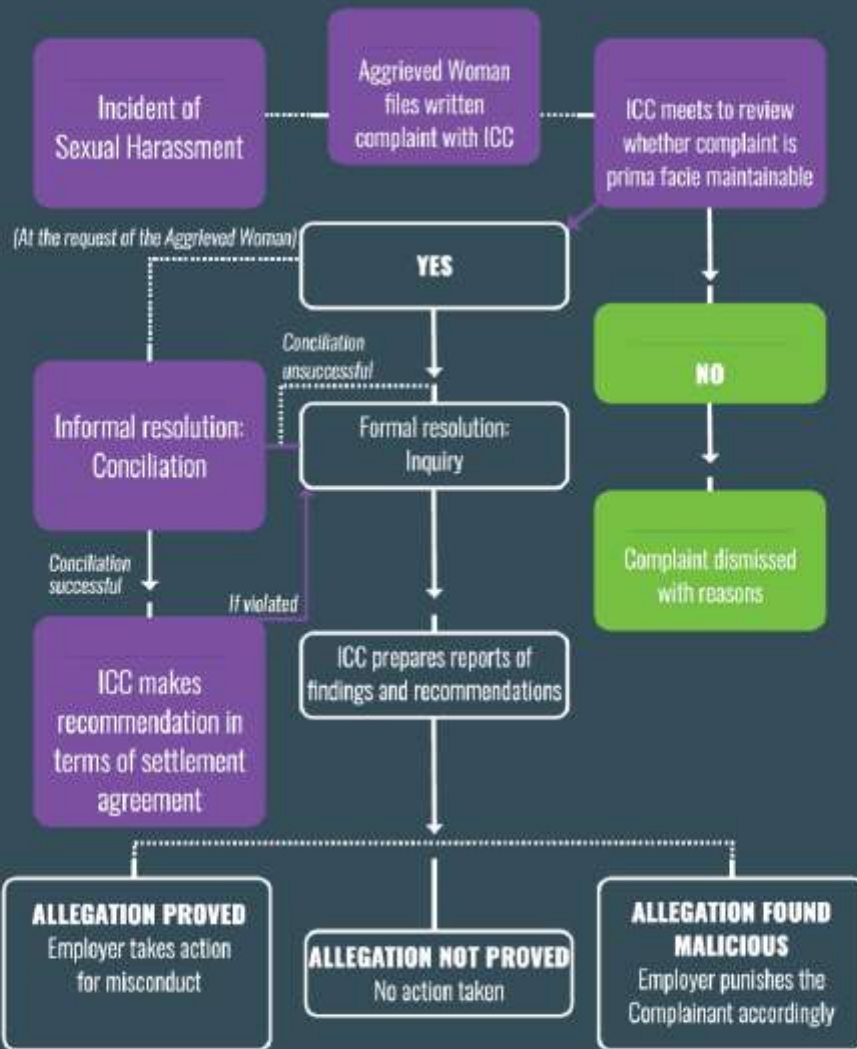 Incident of
Sexual Harassment
Aggrieved Woman
files written
complaint with ICC
ICC meets to review
whether complaint is
prima facie maintainable
(At the request of the Aggrieved Woman)
YES
NO
Conciliation
unsuccessful
Informal resolution:
Conciliation
Formal resolution:
Inquiry
Complaint dismissed
with reasons
Conciliation
successful
If violated
ICC makes
recommendation in
terms of settlement
agreement
ICC prepares reports of
findings and recommendations
ALLEGATION PROVED
Employer takes action
for misconduct
ALLEGATION NOT PROVED
No action taken
ALLEGATION FOUND
MALICIOUS
Employer punishes the
Complainant accordingly